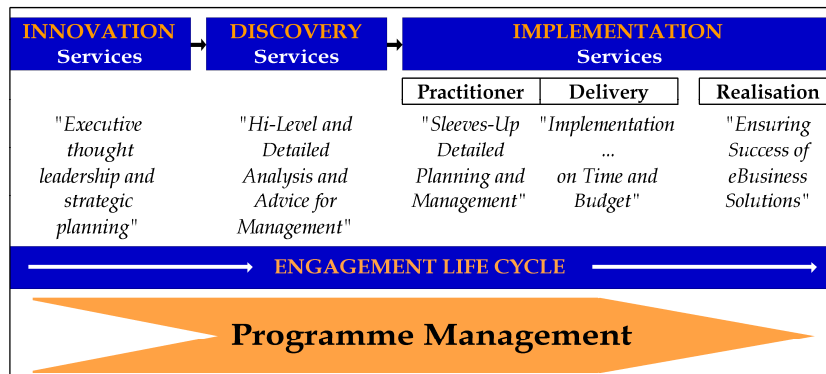 INNOVATION
Services
DISCOVERY
Services
IMPLEMENTATION
Services
Practitioner
Delivery
Realisation
"Executive
thought
leadership and
strategic
planning"
"Hi-Level and
Detailed
Analysis and
Advice for
Management"
"Sleeves-Up
Detailed
Planning and
Management"
"Implementation
...
on Time and
Budget"
"Ensuring
Success of
eBusiness
Solutions"
ENGAGEMENT LIFE CYCLE
Programme Management